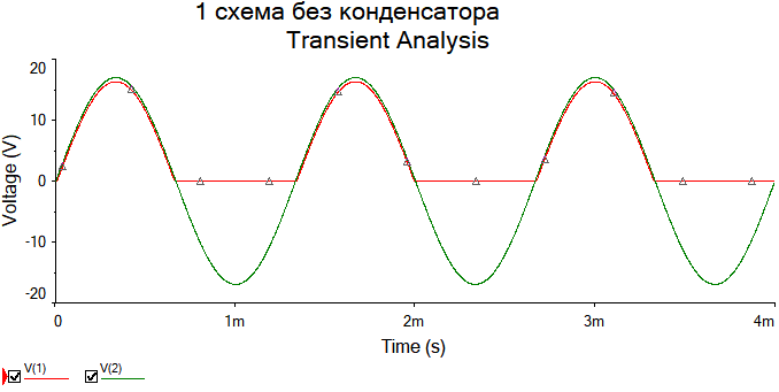 1 схема без конденсатора
Transient Analysis
20
10
0
-10
-20
Voltage (V)
0 1m 2m 3m 4m
Time (s)
V(1) V(2)